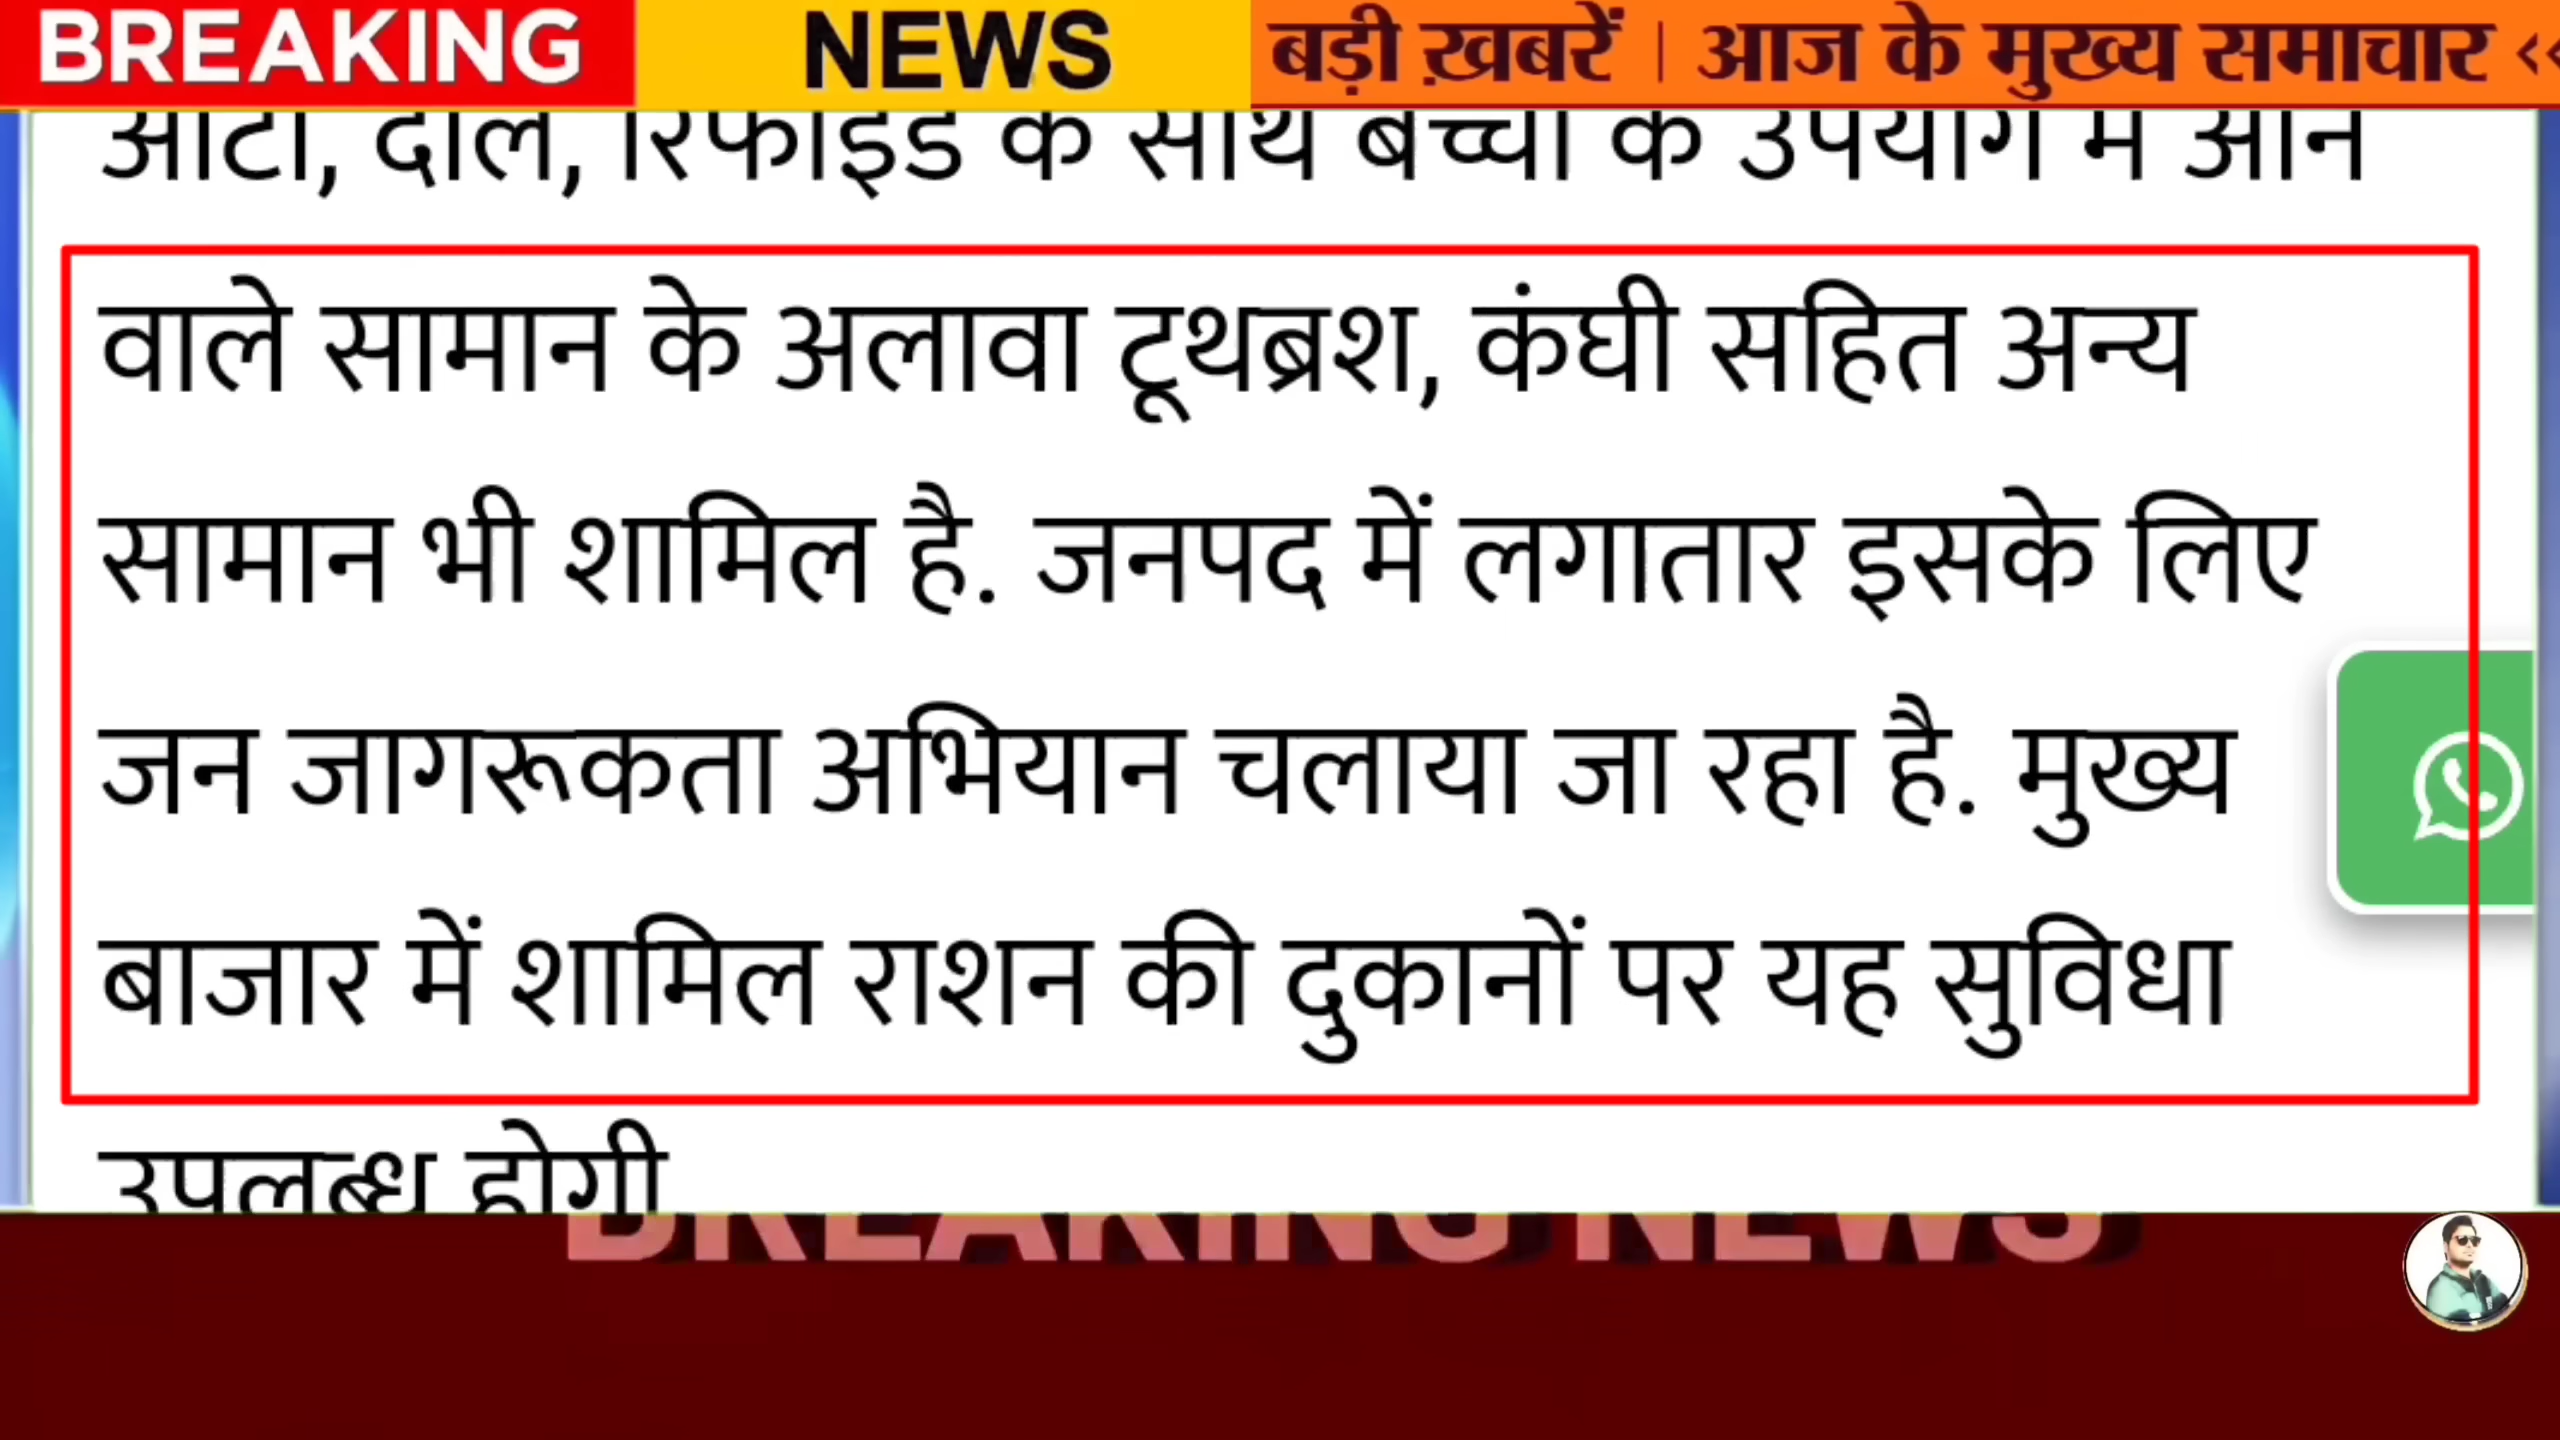 BREAKING NEWS बड़ी ख़बरें | आज के मुख्य समाचार <<
आटा, दाल, रिफाइंड के साथ बच्चों के उपयोग में आने
वाले सामान के अलावा टूथब्रश, कंघी सहित अन्य
सामान भी शामिल है. जनपद में लगातार इसके लिए
जन जागरूकता अभियान चलाया जा रहा है. मुख्य
बाजार में शामिल राशन की दुकानों पर यह सुविधा
उपलब्ध होगी
BREAKING NEWS